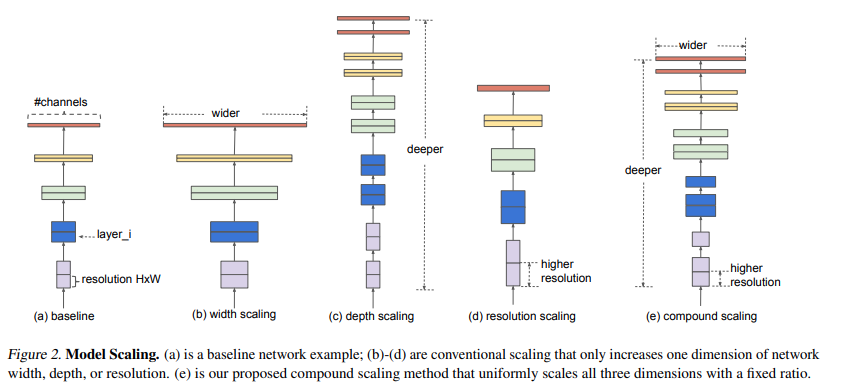 #channels
layer_i
resolution HxW
(a) baseline
wider
(b) width scaling
deeper
(c) depth scaling
higher
resolution
(d) resolution scaling
wider
deeper
higher
resolution
(e) compound scaling
Figure 2. Model Scaling. (a) is a baseline network example; (b)-(d) are conventional scaling that only increases one dimension of network
width, depth, or resolution. (e) is our proposed compound scaling method that uniformly scales all three dimensions with a fixed ratio.